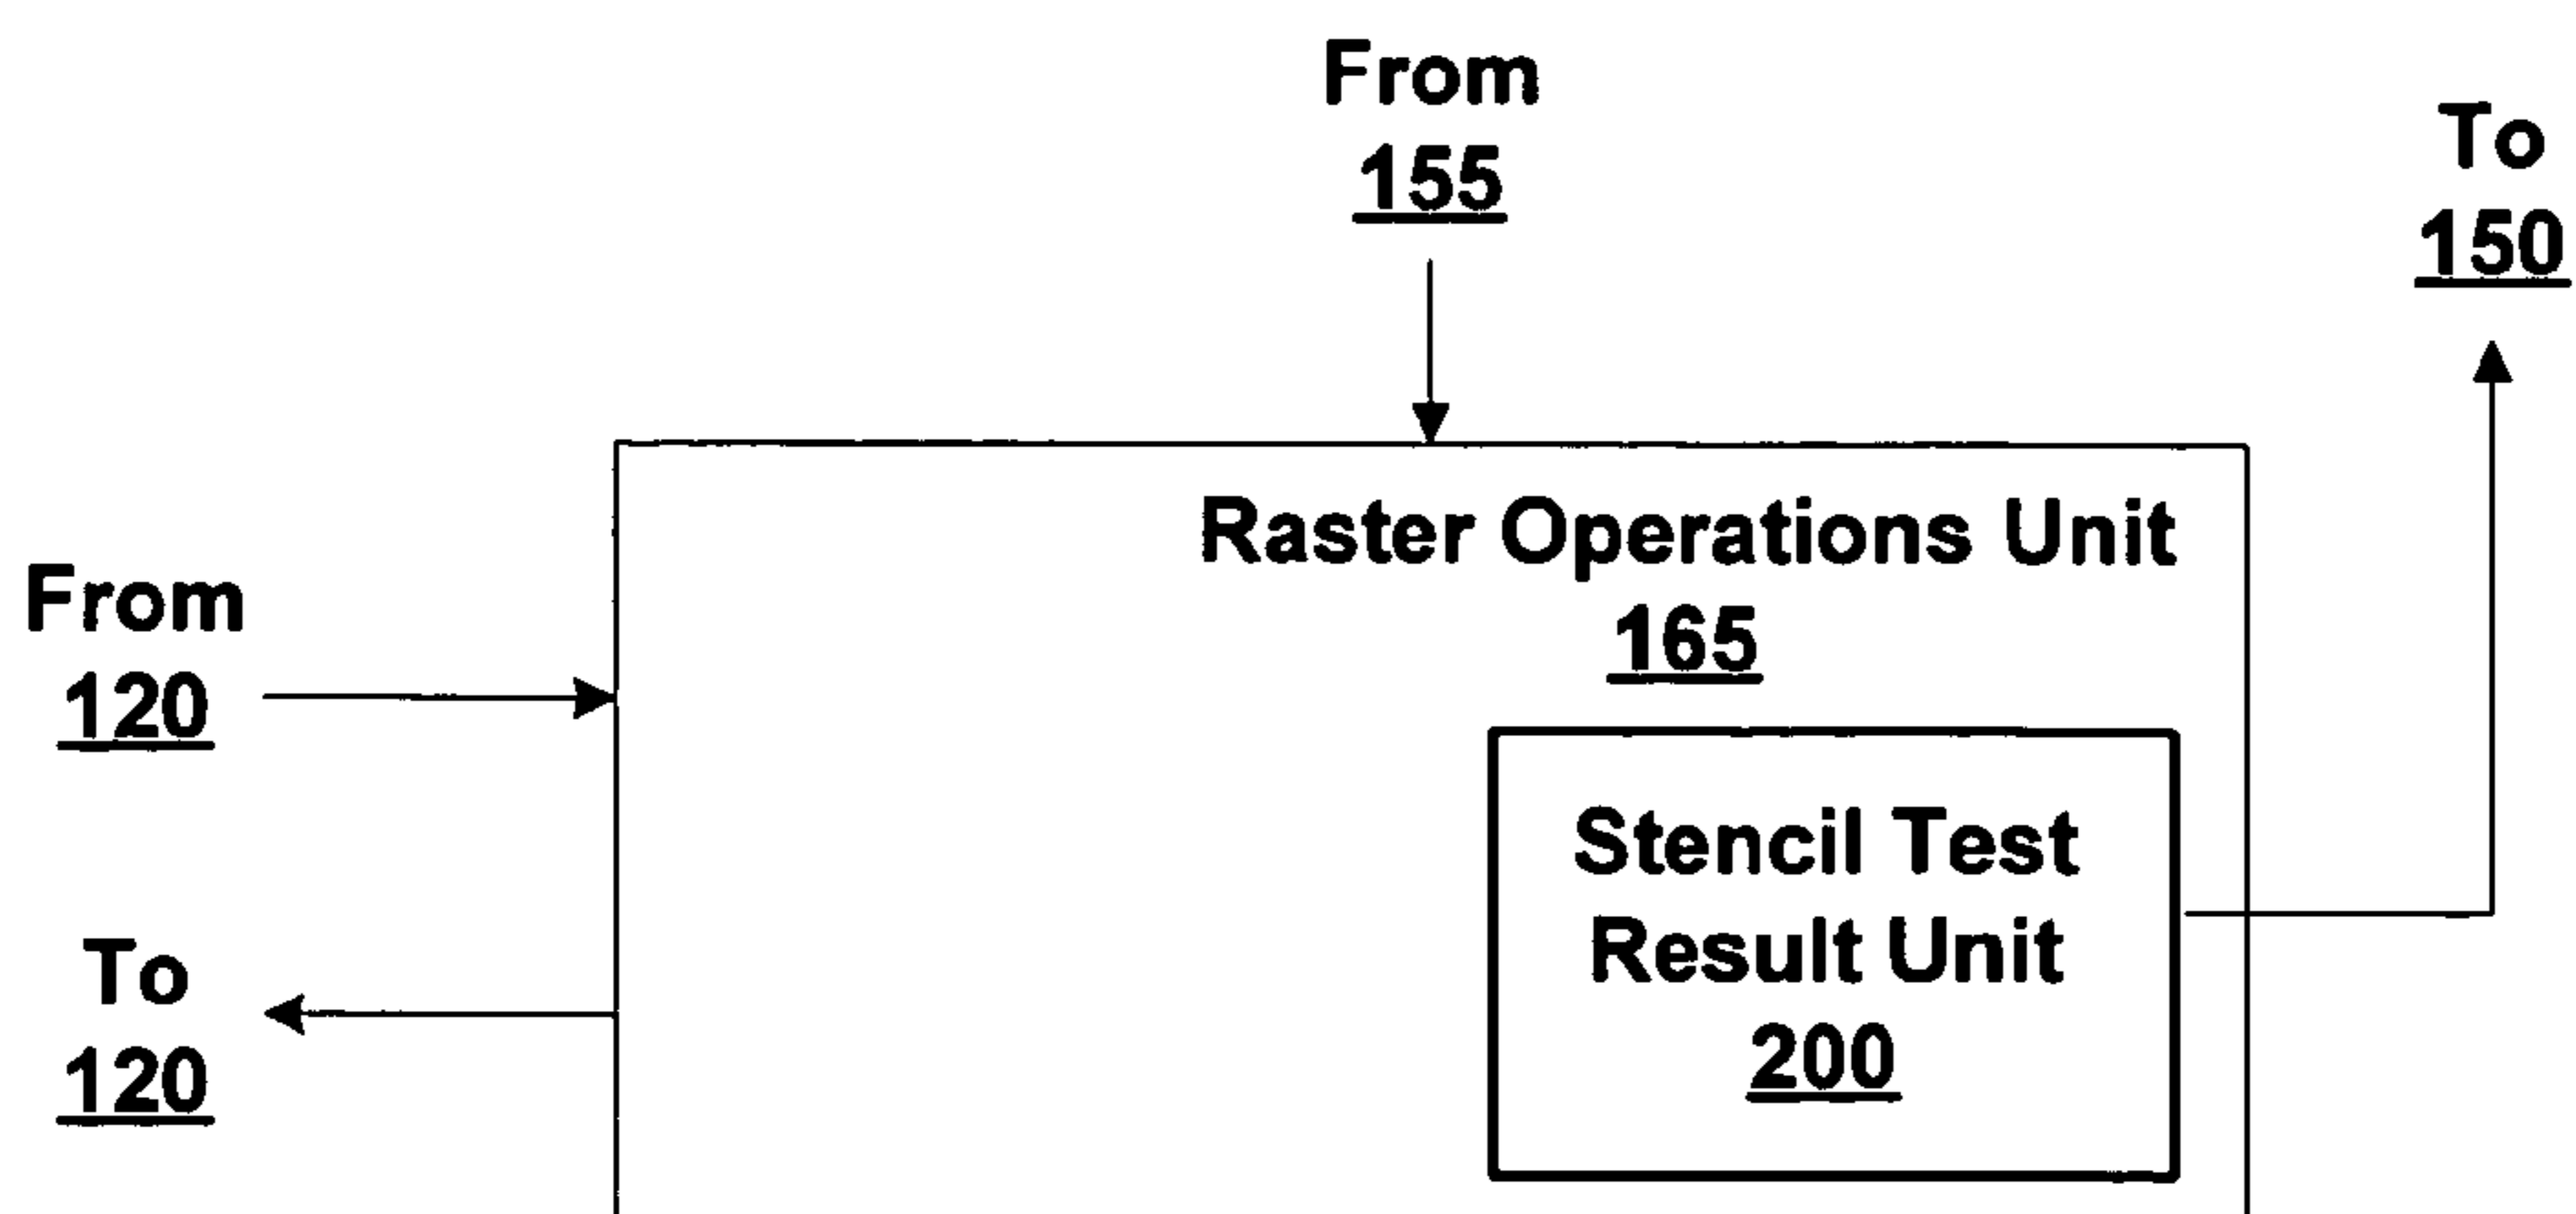 From
155
To
150
Raster Operations Unit
165
From
120
Stencil Test
Result Unit
200
To
120